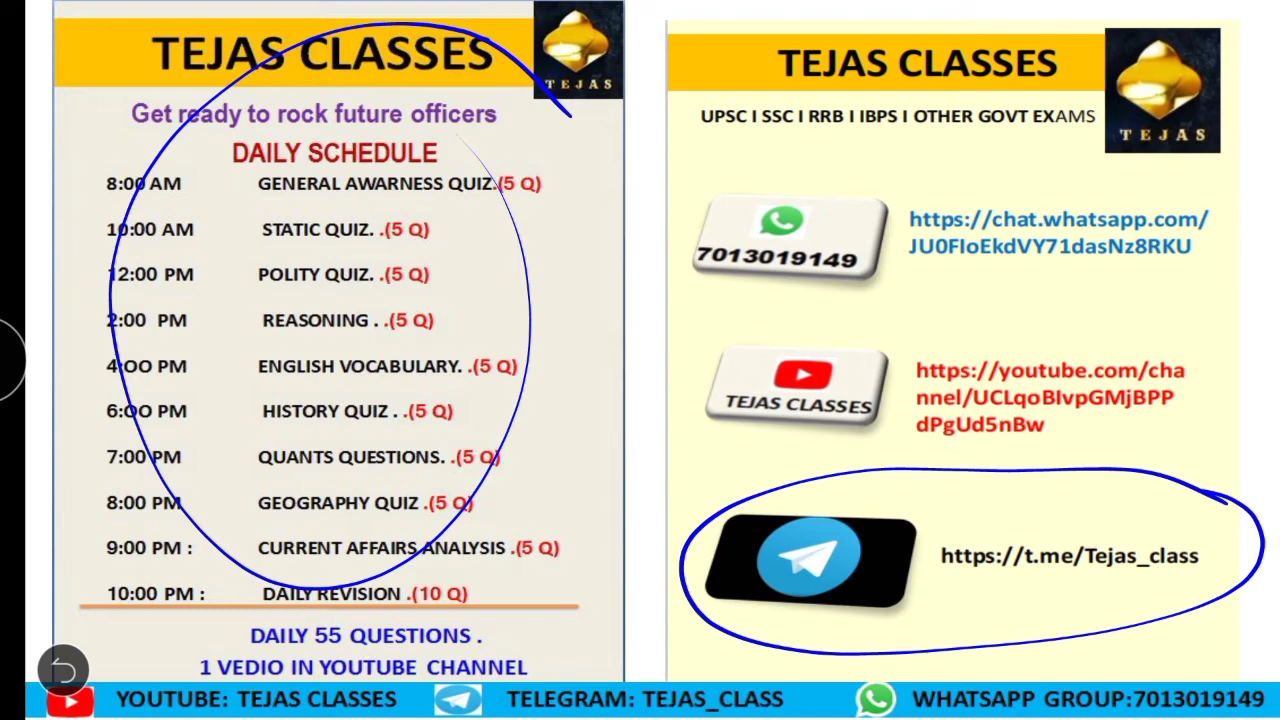 TEJAS CLASSES
TEJAS
Get ready to rock future officers
DAILY SCHEDULE
8:00 AM GENERAL AWARNESS QUIZ.(5 Q)
10:00 AM STATIC QUIZ. .(5 Q)
12:00 PM POLITY QUIZ. .(5 Q)
2:00 PM REASONING . .(5 Q)
4:OO PM ENGLISH VOCABULARY. .(5 Q)
6:OO PM HISTORY QUIZ . .(5 Q)
7:00 PM QUANTS QUESTIONS. .(5 Q)
8:00 PM GEOGRAPHY QUIZ .(5 Q)
9:00 PM : CURRENT AFFAIRS ANALYSIS .(5 Q)
10:00 PM : DAILY REVISION .(10 Q)
DAILY 55 QUESTIONS .
1 VEDIO IN YOUTUBE CHANNEL
TEJAS CLASSES
TEJAS
UPSC I SSC I RRB I IBPS I OTHER GOVT EXAMS
7013019149
https://chat.whatsapp.com/
JU0FIoEkdVY71dasNz8RKU
TEJAS CLASSES
https://youtube.com/cha
nnel/UCLqoBIvpGMjBPP
dPgUd5nBw
https://t.me/Tejas_class
YOUTUBE: TEJAS CLASSES TELEGRAM: TEJAS_CLASS WHATSAPP GROUP:7013019149